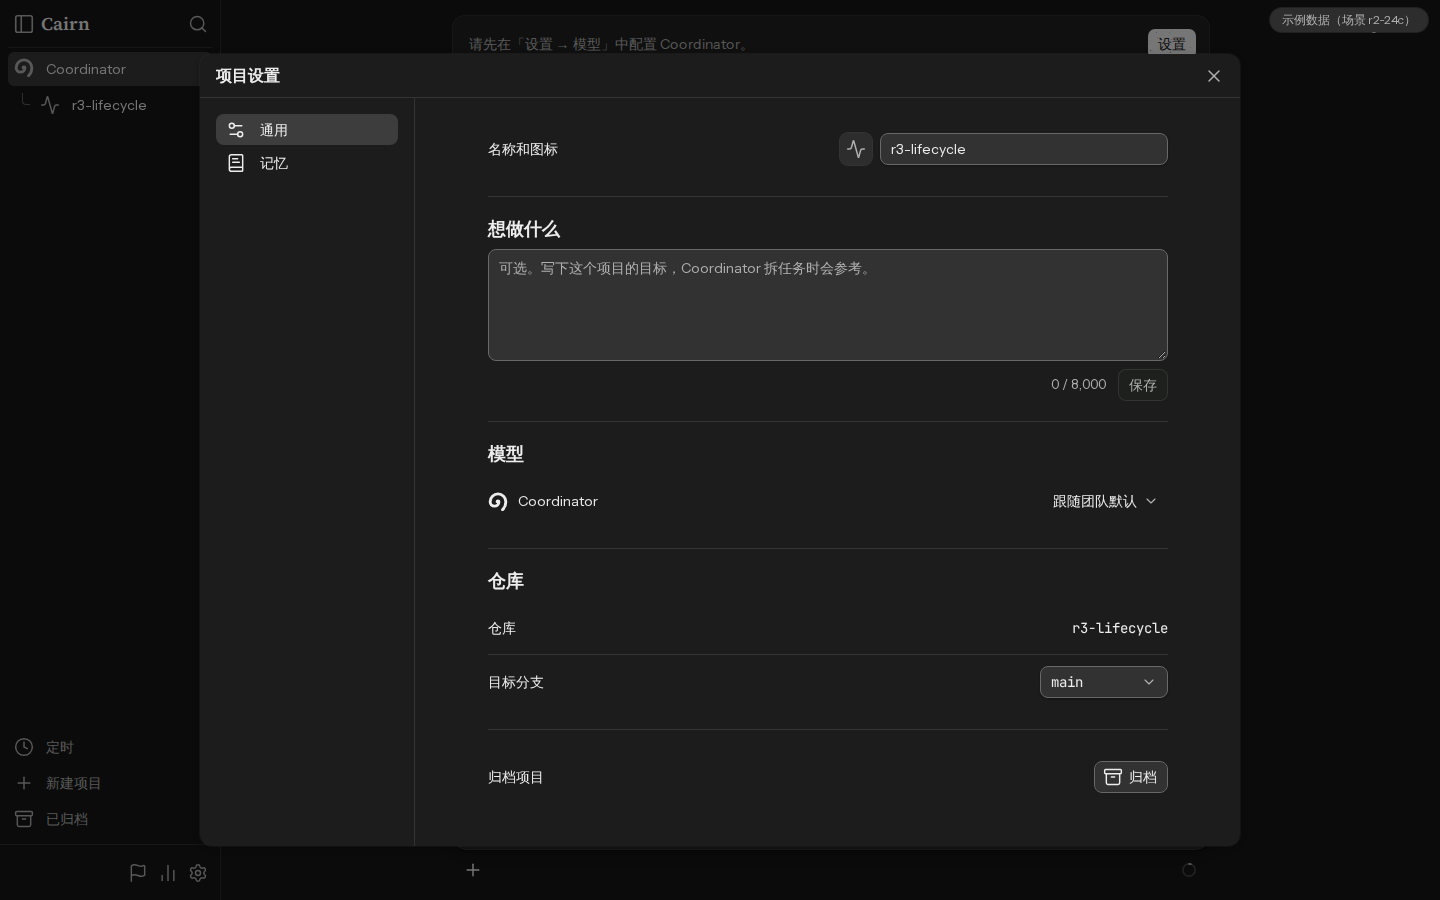 Cairn
示例数据（场景 r2-24c）
请先在「设置 → 模型」中配置 Coordinator。
设置
Coordinator
r3-lifecycle
项目设置
通用
记忆
名称和图标
r3-lifecycle
想做什么
可选。写下这个项目的目标，Coordinator 拆任务时会参考。
0 / 8,000
保存
模型
Coordinator
跟随团队默认
仓库
仓库
r3-lifecycle
目标分支
main
归档项目
归档
定时
新建项目
已归档